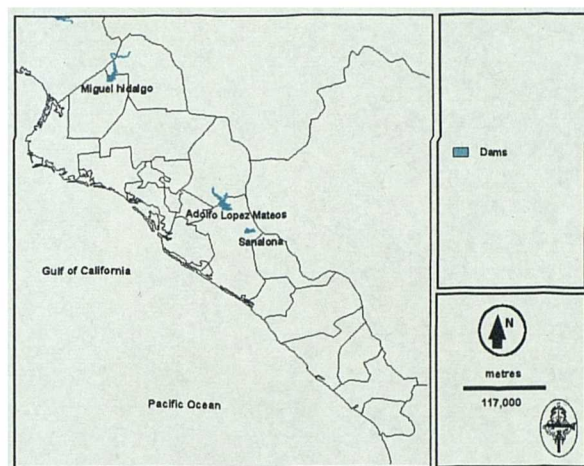 Miguel hidalgo
Adolfo Lopez Mateos
Sanalona
Gulf of California
Pacific Ocean
Dams
N
metres
117,000